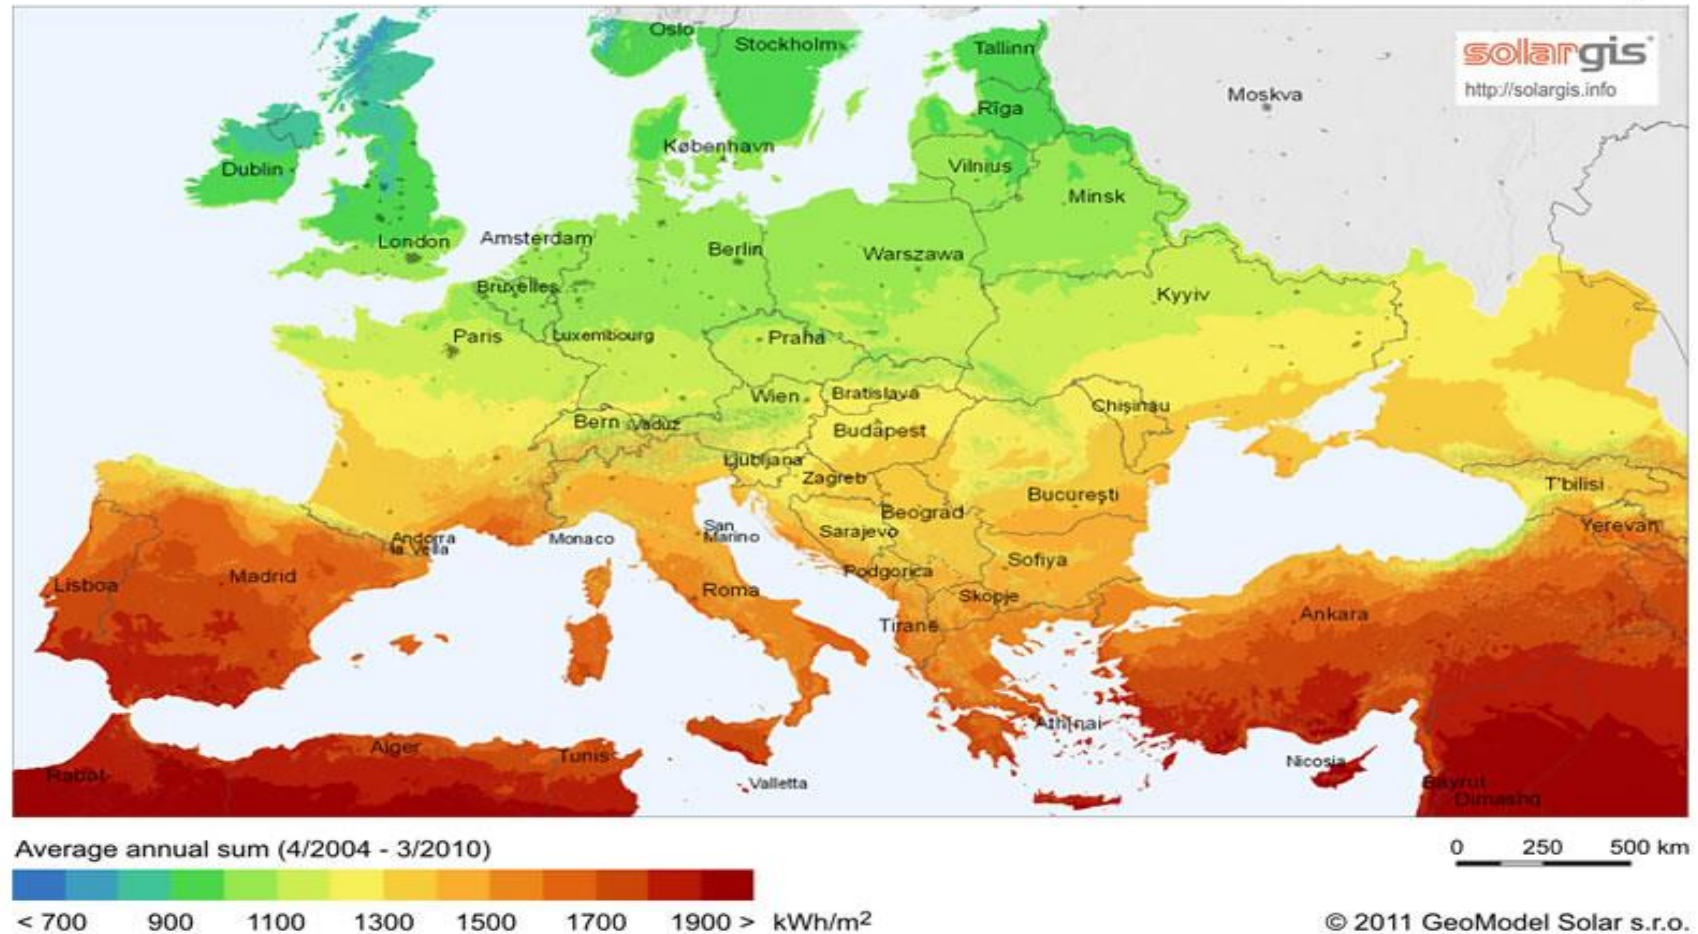 Oslo
Stockholm
Tallinn
solargis
http://solargis.info
Moskva
Rīga
København
Vilnius
Dublin
Minsk
London
Amsterdam
Berlin
Warszawa
Bruxelles
Kyyiv
Paris
Luxembourg
Praha
Wien
Bratislava
Chişinău
Bern
Vaduz
Budapest
Ljubljana
Zagreb
T'bilisi
Bucureşti
Beograd
San
Marino
Sarajevo
Yerevan
Andorra
la Vella
Monaco
Sofiya
Podgorica
Madrid
Lisboa
Roma
Skopje
Ankara
Tirane
Ath[nai
Alger
Tunis
Nicosia
Rabat
Valletta
Bayrut
Dimashq
Average annual sum (4/2004 - 3/2010)
0 250 500 km
< 700 900 1100 1300 1500 1700 1900 > kWh/m²
© 2011 GeoModel Solar s.r.o.